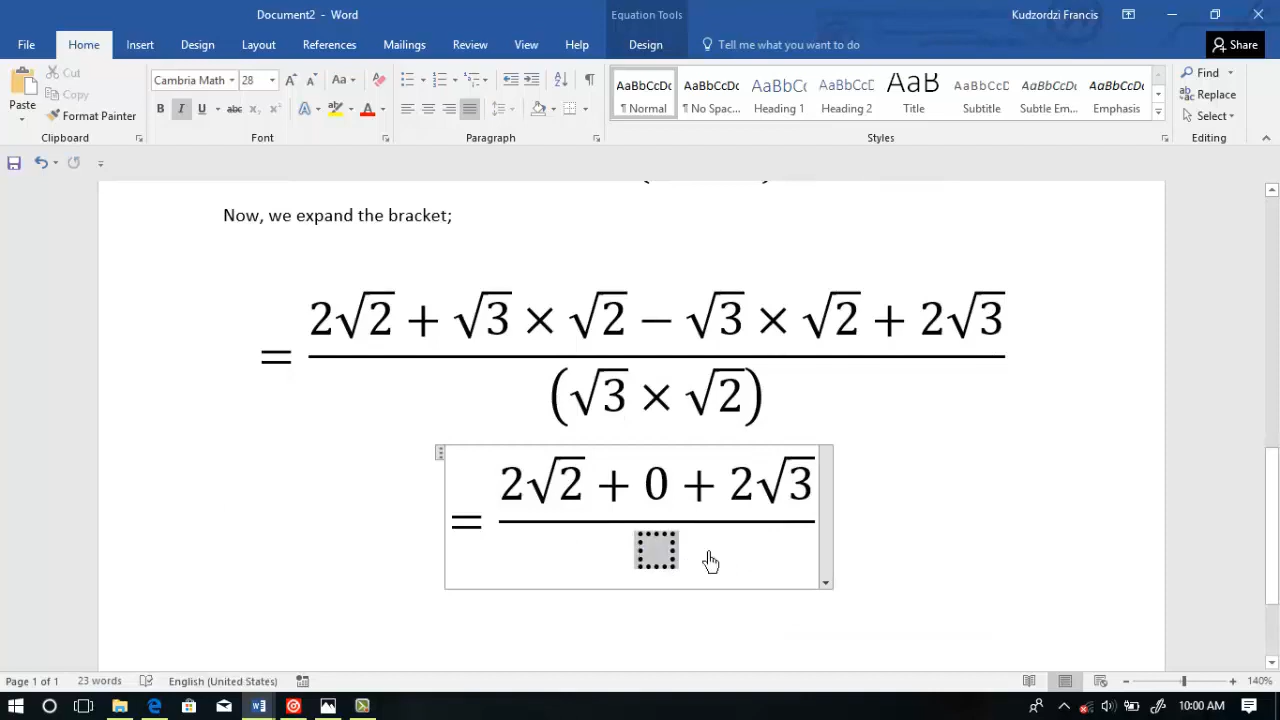 Document2 - Word
Equation Tools
Kudzordzi Francis
File Home Insert Design Layout References Mailings Review View Help Design Tell me what you want to do Share
Paste
Cut
Copy
Format Painter
Cambria Math 28
Aa
B I U abc A A
AaBbCcDc AaBbCcDc AaBbCc AaBbCcD AaB AaBbCcD AaBbCcDc AaBbCcDc
¶ Normal ¶ No Spac... Heading 1 Heading 2 Title Subtitle Subtle Em... Emphasis
Find
Replace
Select
Clipboard Font Paragraph Styles Editing
Now, we expand the bracket;
2√2 + √3 × √2 − √3 × √2 + 2√3
=
(√3 × √2)
2√2 + 0 + 2√3
=
Page 1 of 1 23 words English (United States) 140%
10:00 AM